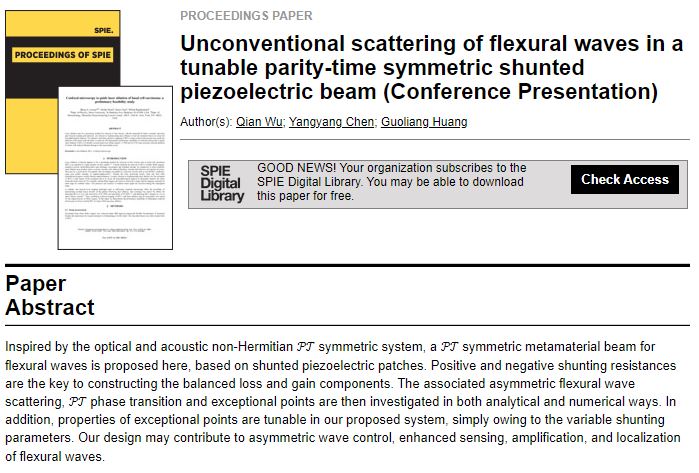 PROCEEDINGS PAPER
Unconventional scattering of flexural waves in a
tunable parity-time symmetric shunted
piezoelectric beam (Conference Presentation)
Author(s): Qian Wu; Yangyang Chen; Guoliang Huang
SPIE.
PROCEEDINGS OF SPIE
SPIE
Digital
Library
GOOD NEWS! Your organization subscribes to the
SPIE Digital Library. You may be able to download
this paper for free.
Check Access
Paper
Abstract
Inspired by the optical and acoustic non-Hermitian 𝒫𝒯 symmetric system, a 𝒫𝒯 symmetric metamaterial beam for
flexural waves is proposed here, based on shunted piezoelectric patches. Positive and negative shunting resistances
are the key to constructing the balanced loss and gain components. The associated asymmetric flexural wave
scattering, 𝒫𝒯 phase transition and exceptional points are then investigated in both analytical and numerical ways. In
addition, properties of exceptional points are tunable in our proposed system, simply owing to the variable shunting
parameters. Our design may contribute to asymmetric wave control, enhanced sensing, amplification, and localization
of flexural waves.